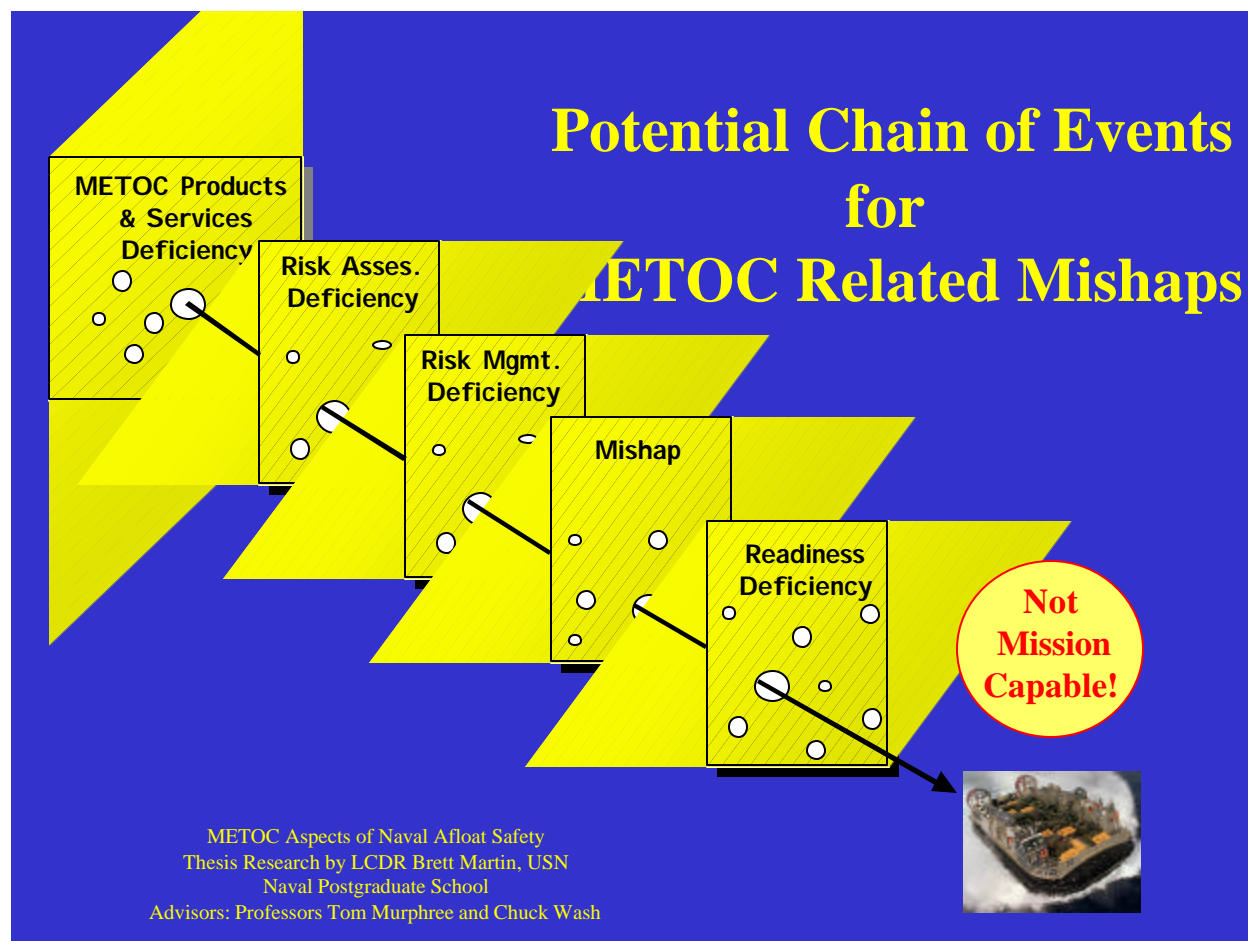 Potential Chain of Events
for
METOC Related Mishaps
METOC Products
& Services
Deficiency
Risk Asses.
Deficiency
Risk Mgmt.
Deficiency
Mishap
Readiness
Deficiency
Not
Mission
Capable!
METOC Aspects of Naval Afloat Safety
Thesis Research by LCDR Brett Martin, USN
Naval Postgraduate School
Advisors: Professors Tom Murphree and Chuck Wash